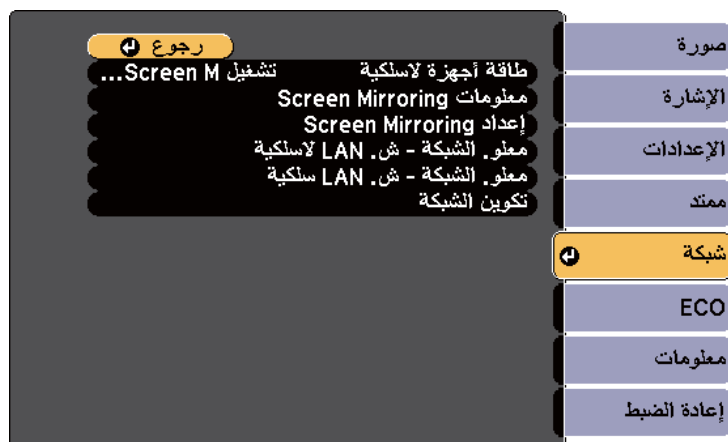 صورة
الإشارة
الإعدادات
ممتد
شبكة
ECO
معلومات
إعادة الضبط
رجوع
طاقة أجهزة لاسلكية تشغيل Screen M...
معلومات Screen Mirroring
إعداد Screen Mirroring
معلو. الشبكة - ش. LAN لاسلكية
معلو. الشبكة - ش. LAN سلكية
تكوين الشبكة